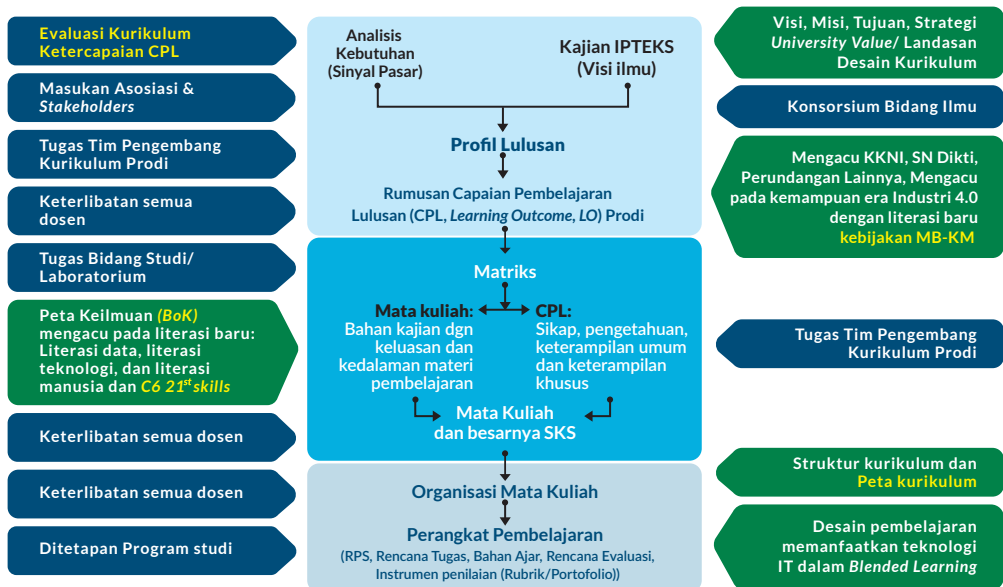 Evaluasi Kurikulum
Ketercapaian CPL
Masukan Asosiasi &
Stakeholders
Tugas Tim Pengembang
Kurikulum Prodi
Keterlibatan semua
dosen
Tugas Bidang Studi/
Laboratorium
Peta Keilmuan (BoK)
mengacu pada literasi baru:
Literasi data, literasi
teknologi, dan literasi
manusia dan C6 21st skills
Keterlibatan semua dosen
Keterlibatan semua dosen
Ditetapan Program studi
Analisis
Kebutuhan
(Sinyal Pasar)
Kajian IPTEKS
(Visi ilmu)
Profil Lulusan
Rumusan Capaian Pembelajaran
Lulusan (CPL, Learning Outcome, LO) Prodi
Matriks
Mata kuliah:
Bahan kajian dgn
keluasan dan
kedalaman materi
pembelajaran
CPL:
Sikap, pengetahuan,
keterampilan umum
dan keterampilan
khusus
Mata Kuliah
dan besarnya SKS
Organisasi Mata Kuliah
Perangkat Pembelajaran
(RPS, Rencana Tugas, Bahan Ajar, Rencana Evaluasi,
Instrumen penilaian (Rubrik/Portofolio))
Visi, Misi, Tujuan, Strategi
University Value/ Landasan
Desain Kurikulum
Konsorsium Bidang Ilmu
Mengacu KKNI, SN Dikti,
Perundangan Lainnya, Mengacu
pada kemampuan era Industri 4.0
dengan literasi baru
kebijakan MB-KM
Tugas Tim Pengembang
Kurikulum Prodi
Struktur kurikulum dan
Peta kurikulum
Desain pembelajaran
memanfaatkan teknologi
IT dalam Blended Learning